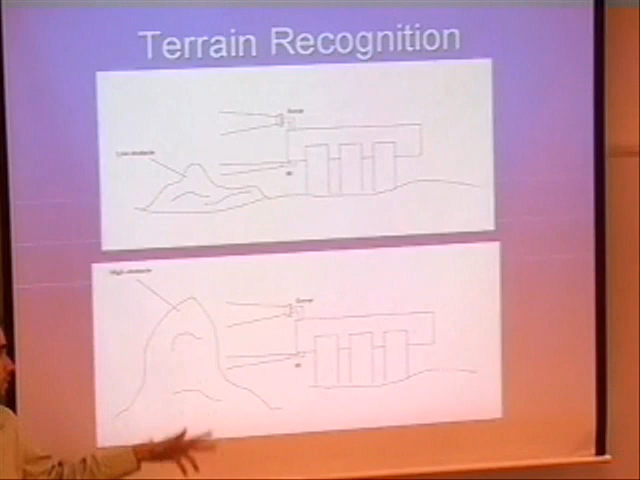 Terrain Recognition
Low obstacle
Sonar
IR
High obstacle
Sonar
IR